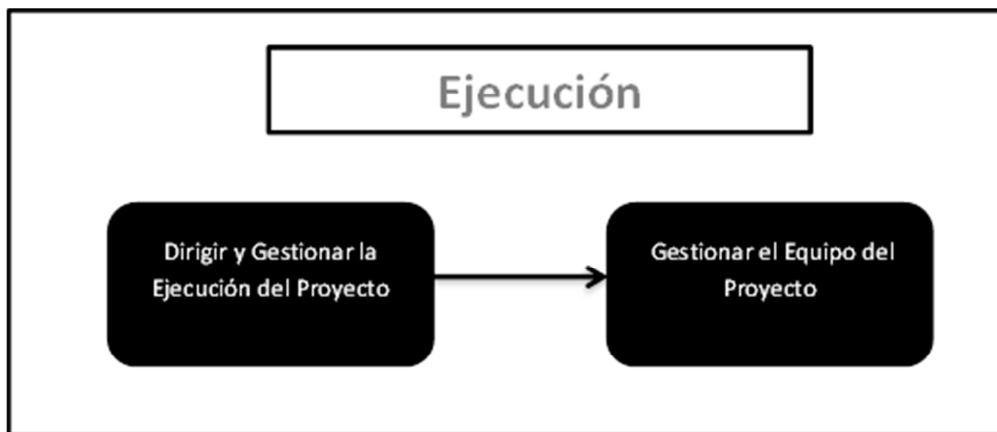 Ejecución
Dirigir y Gestionar la
Ejecución del Proyecto
Gestionar el Equipo del
Proyecto